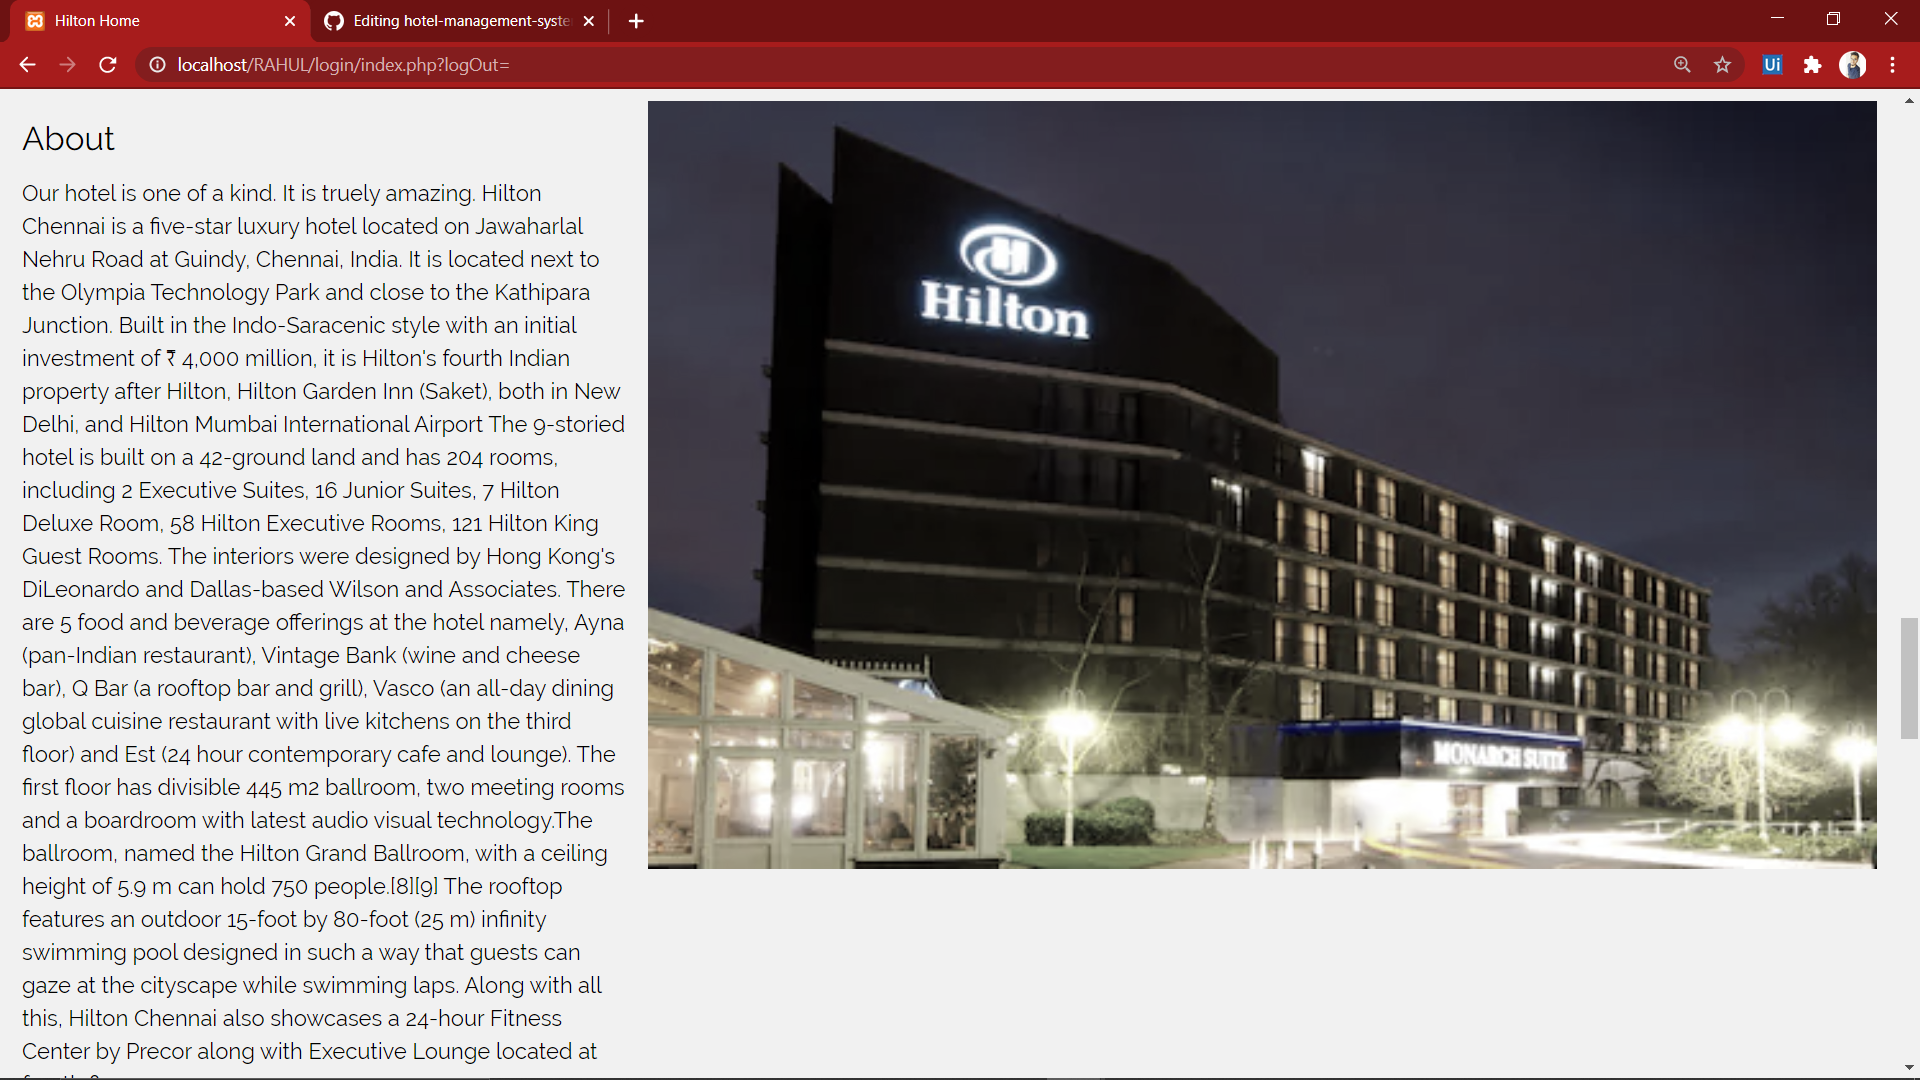 Hilton Home
Editing hotel-management-syste
localhost/RAHUL/login/index.php?logOut=
Ui
About
Our hotel is one of a kind. It is truely amazing. Hilton
Chennai is a five-star luxury hotel located on Jawaharlal
Nehru Road at Guindy, Chennai, India. It is located next to
the Olympia Technology Park and close to the Kathipara
Junction. Built in the Indo-Saracenic style with an initial
investment of ₹ 4,000 million, it is Hilton's fourth Indian
property after Hilton, Hilton Garden Inn (Saket), both in New
Delhi, and Hilton Mumbai International Airport The 9-storied
hotel is built on a 42-ground land and has 204 rooms,
including 2 Executive Suites, 16 Junior Suites, 7 Hilton
Deluxe Room, 58 Hilton Executive Rooms, 121 Hilton King
Guest Rooms. The interiors were designed by Hong Kong's
DiLeonardo and Dallas-based Wilson and Associates. There
are 5 food and beverage offerings at the hotel namely, Ayna
(pan-Indian restaurant), Vintage Bank (wine and cheese
bar), Q Bar (a rooftop bar and grill), Vasco (an all-day dining
global cuisine restaurant with live kitchens on the third
floor) and Est (24 hour contemporary cafe and lounge). The
first floor has divisible 445 m2 ballroom, two meeting rooms
and a boardroom with latest audio visual technology.The
ballroom, named the Hilton Grand Ballroom, with a ceiling
height of 5.9 m can hold 750 people.[8][9] The rooftop
features an outdoor 15-foot by 80-foot (25 m) infinity
swimming pool designed in such a way that guests can
gaze at the cityscape while swimming laps. Along with all
this, Hilton Chennai also showcases a 24-hour Fitness
Center by Precor along with Executive Lounge located at
Hilton
MONARCH SUITE